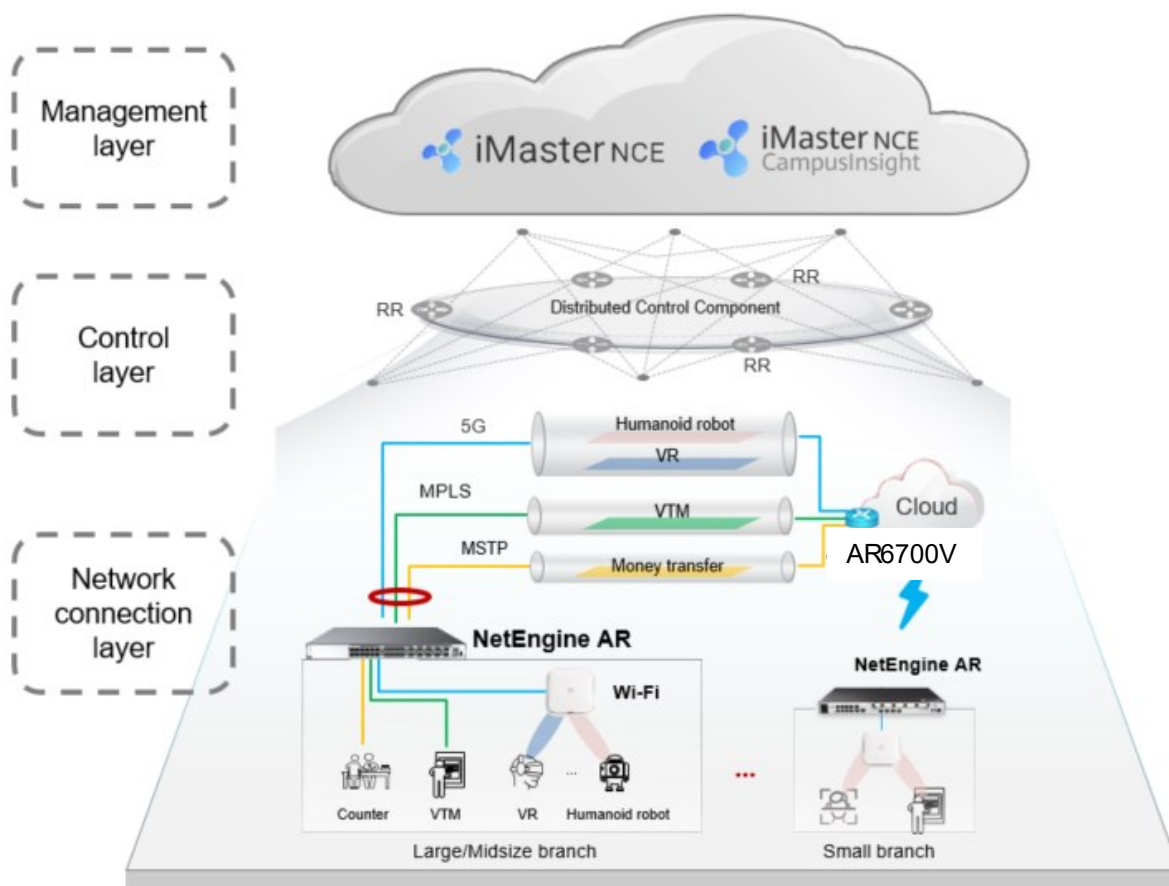 Management
layer
iMaster NCE
iMaster NCE
CampusInsight
Control
layer
RR
RR
Distributed Control Component
RR
Network
connection
layer
5G
Humanoid robot
VR
MPLS
VTM
Cloud
AR6700V
MSTP
Money transfer
NetEngine AR
Wi-Fi
Counter
VTM
VR
...
Humanoid robot
Large/Midsize branch
...
NetEngine AR
Small branch